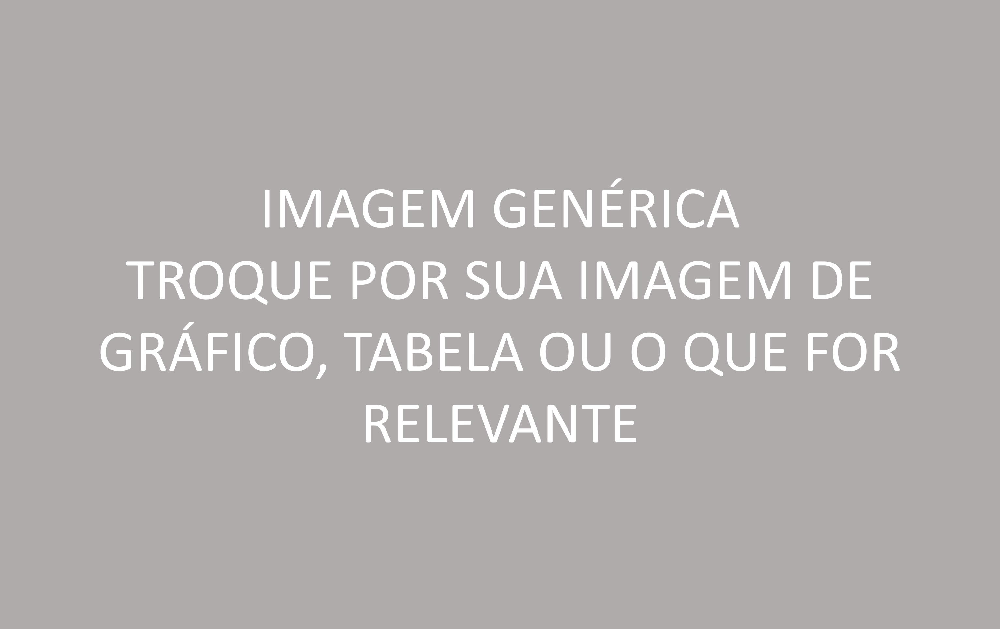 IMAGEM GENÉRICA
TROQUE POR SUA IMAGEM DE
GRÁFICO, TABELA OU O QUE FOR
RELEVANTE